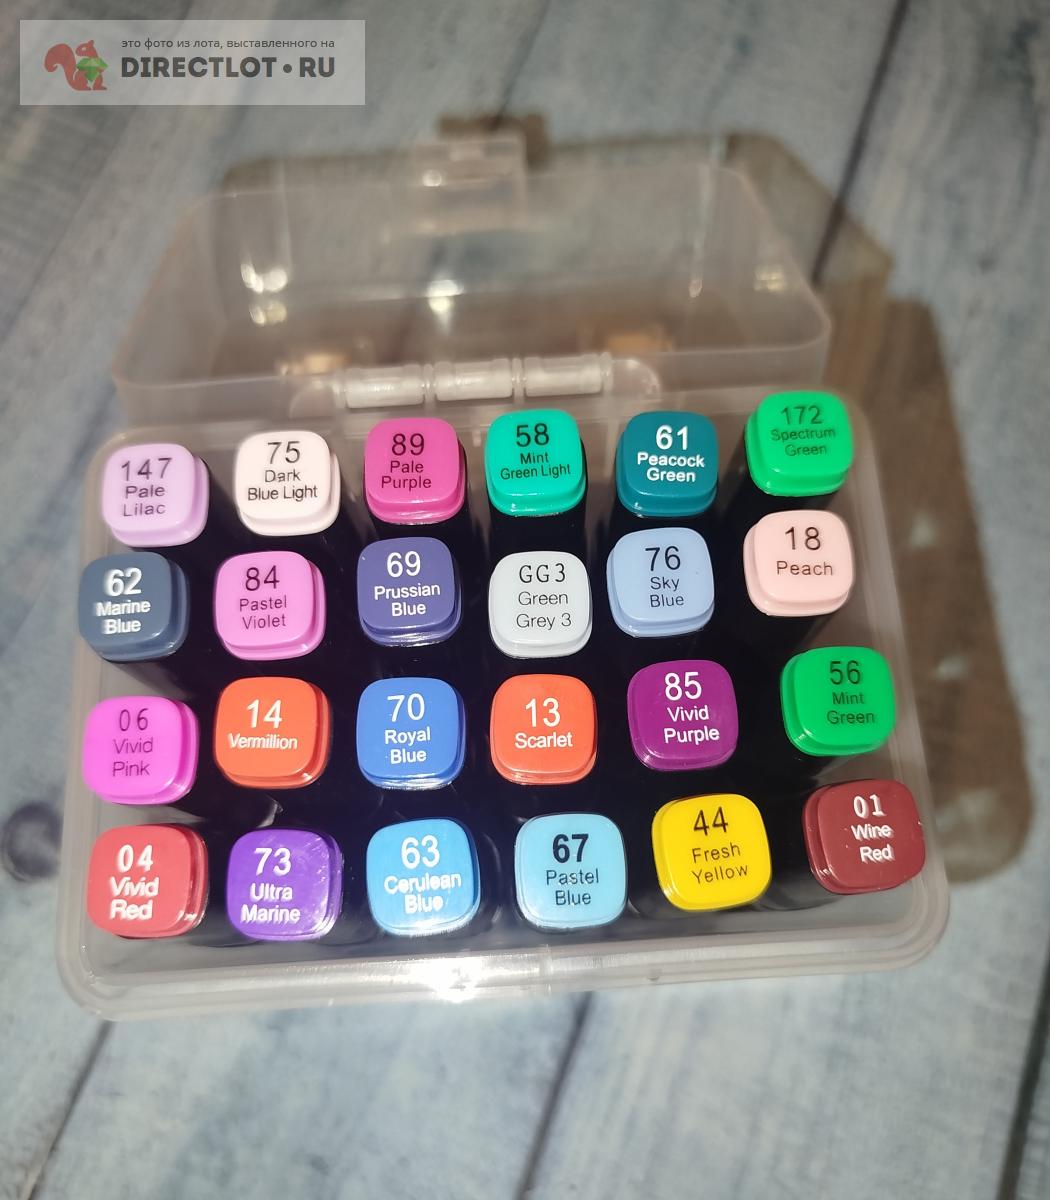 это фото из лота, выставленного на
DIRECTLOT•RU
147
Pale
Lilac
75
Dark
Blue Light
89
Pale
Purple
58
Mint
Green Light
61
Peacock
Green
172
Spectrum
Green
62
Marine
Blue
84
Pastel
Violet
69
Prussian
Blue
GG3
Green
Grey 3
76
Sky
Blue
18
Peach
06
Vivid
Pink
14
Vermillion
70
Royal
Blue
13
Scarlet
85
Vivid
Purple
56
Mint
Green
04
Vivid
Red
73
Ultra
Marine
63
Cerulean
Blue
67
Pastel
Blue
44
Fresh
Yellow
01
Wine
Red